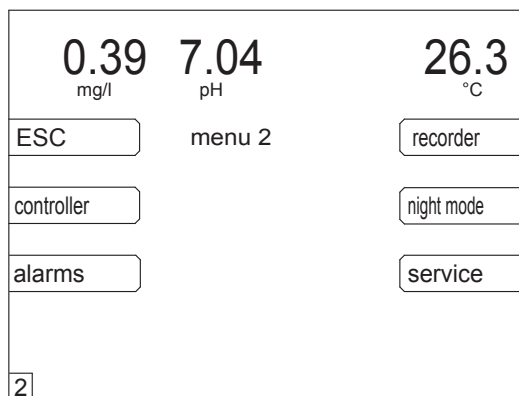 0.39 7.04 26.3
mg/l pH °C
ESC menu 2 recorder
controller night mode
alarms service
2